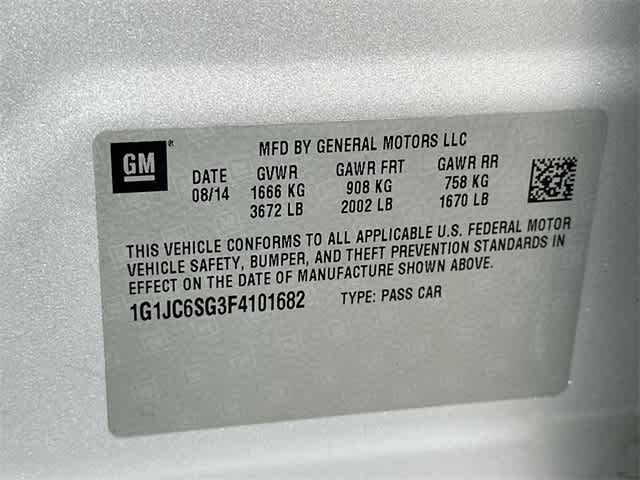 GM®
MFD BY GENERAL MOTORS LLC
DATE GVWR GAWR FRT GAWR RR
08/14 1666 KG 908 KG 758 KG
3672 LB 2002 LB 1670 LB
THIS VEHICLE CONFORMS TO ALL APPLICABLE U.S. FEDERAL MOTOR
VEHICLE SAFETY, BUMPER, AND THEFT PREVENTION STANDARDS IN
EFFECT ON THE DATE OF MANUFACTURE SHOWN ABOVE.
1G1JC6SG3F4101682 TYPE: PASS CAR